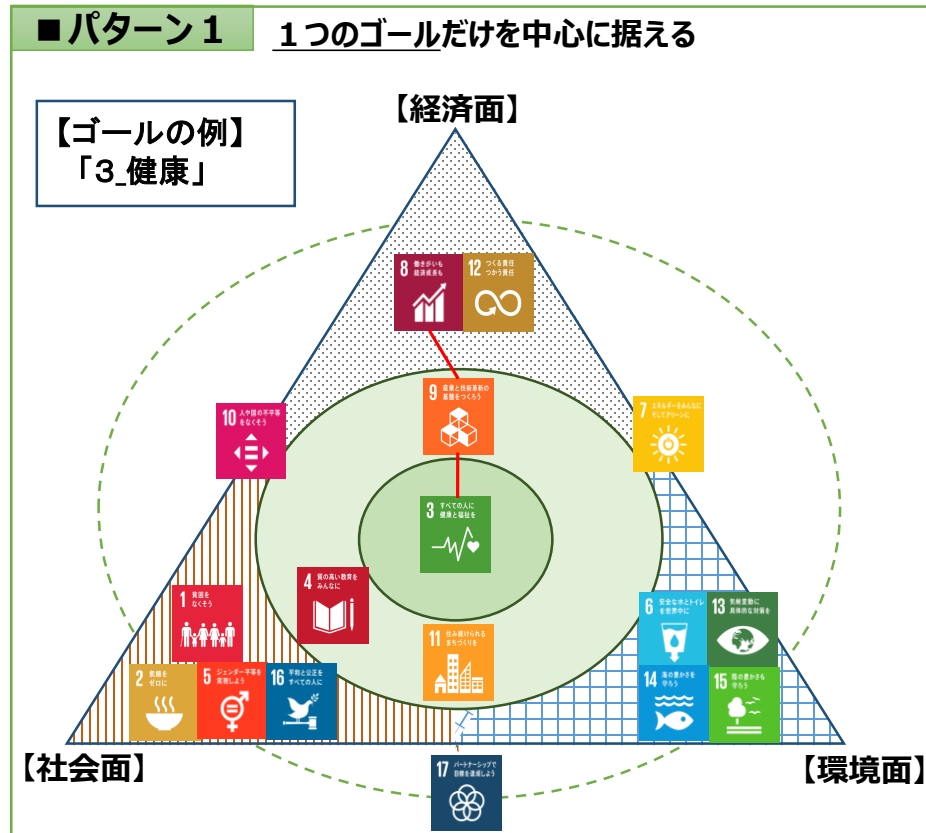 ■パターン１
１つのゴールだけを中心に据える
【経済面】
【ゴールの例】
「３_健康」
8 働きがいも
経済成長も
12 つくる責任
つかう責任
9 産業と技術革新の
基盤をつくろう
10 人や国の不平等
をなくそう
7 エネルギーをみんなに
そしてクリーンに
3 すべての人に
健康と福祉を
4 質の高い教育を
みんなに
1 貧困を
なくそう
6 安全な水とトイレ
を世界中に
13 気候変動に
具体的な対策を
11 住み続けられる
まちづくりを
2 飢餓を
ゼロに
5 ジェンダー平等を
実現しよう
16 平和と公正を
すべての人に
14 海の豊かさを
守ろう
15 陸の豊かさも
守ろう
【社会面】
【環境面】
17 パートナーシップで
目標を達成しよう